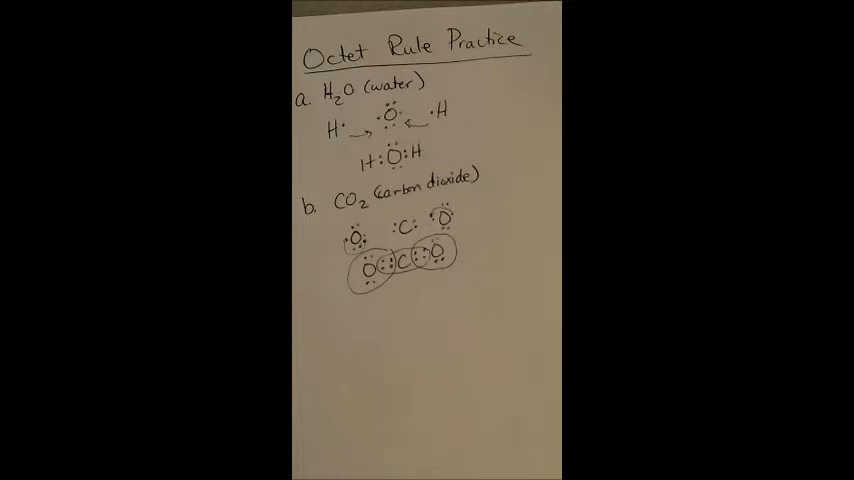 Octet Rule Practice
a. H₂O (water)
H· ·Ö· ·H
H:Ö:H
b. CO₂ (carbon dioxide)
O :C: O
O::C::O